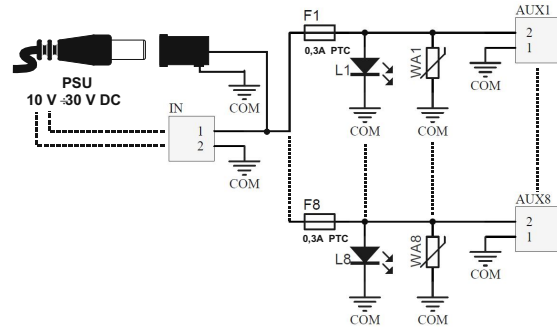 F1
0,3A PTC
L1
COM
WA1
COM
AUX1
2
1
COM
PSU
10 V ÷30 V DC
COM
IN
1
2
COM
F8
0,3A PTC
L8
COM
WA8
COM
AUX8
2
1
COM